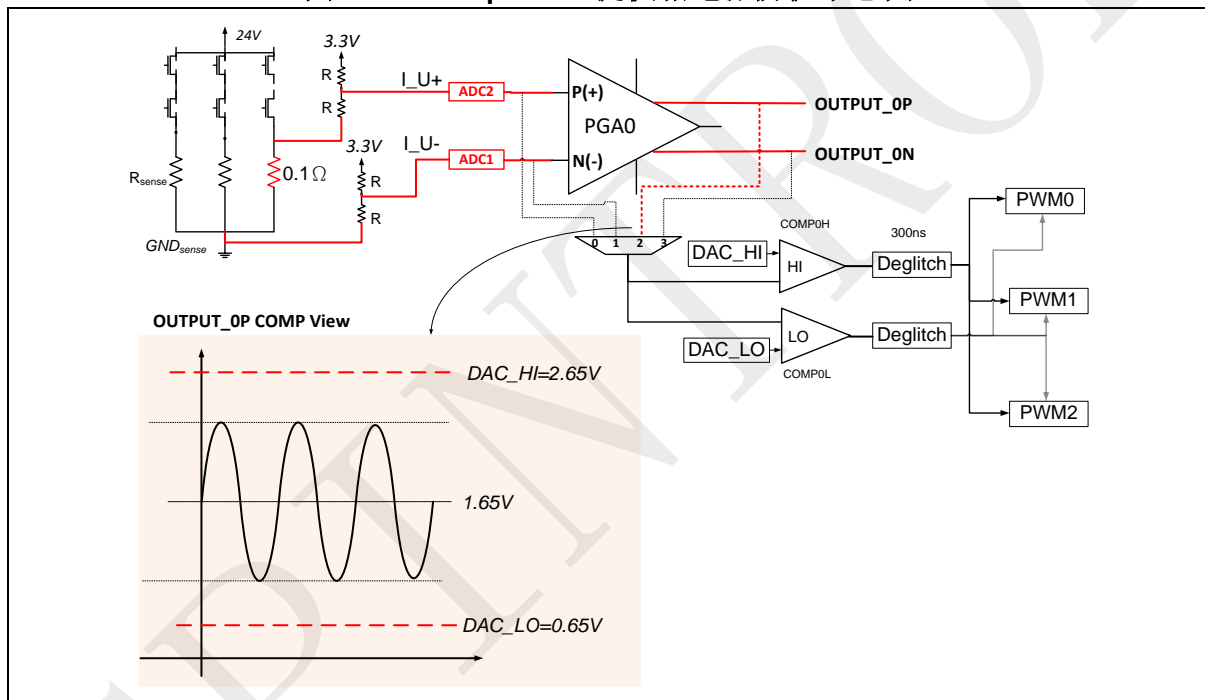 24V
3.3V
R
R
I_U+
ADC2
P(+)
PGA0
N(-)
OUTPUT_0P
OUTPUT_0N
3.3V
I_U-
ADC1
R
R
Rsense
0.1Ω
GNDsense
0 1 2 3
COMP0H
DAC_HI
HI
300ns
Deglitch
PWM0
PWM1
DAC_LO
LO
Deglitch
COMP0L
PWM2
OUTPUT_0P COMP View
DAC_HI=2.65V
1.65V
DAC_LO=0.65V